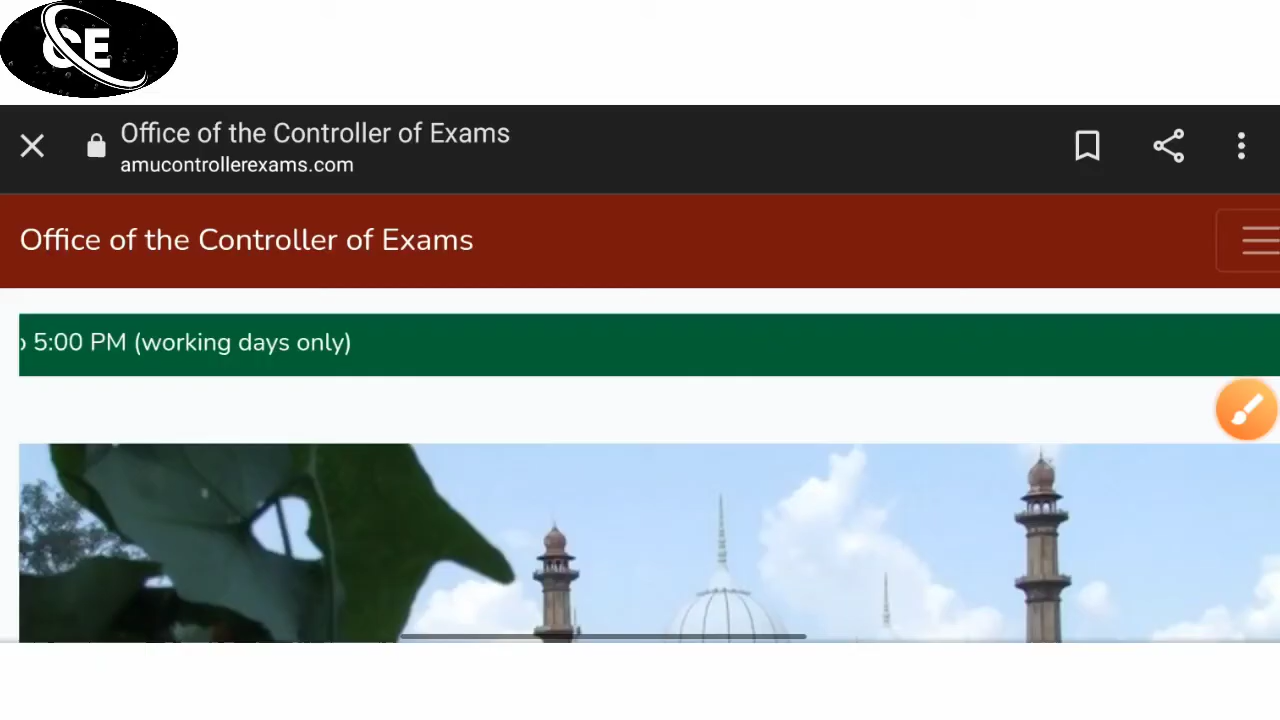 CE
Office of the Controller of Exams
amucontrollerexams.com
Office of the Controller of Exams
5:00 PM (working days only)